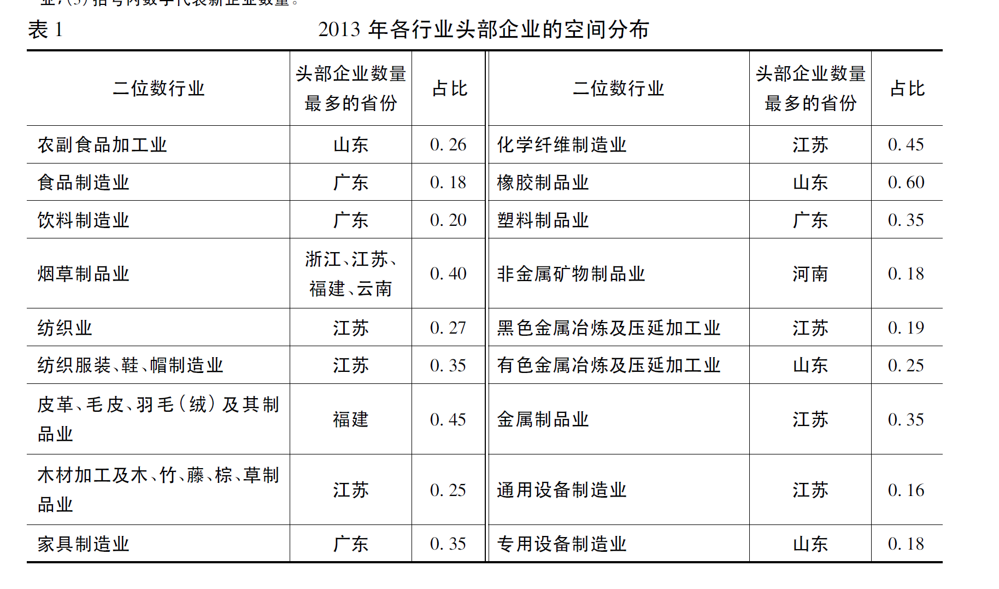 业,(3)括号内数字代表新企业数量。
表 1 2013 年各行业头部企业的空间分布
二位数行业 头部企业数量 占比 二位数行业 头部企业数量 占比
最多的省份 最多的省份
农副食品加工业 山东 0. 26 化学纤维制造业 江苏 0. 45
食品制造业 广东 0. 18 橡胶制品业 山东 0. 60
饮料制造业 广东 0. 20 塑料制品业 广东 0. 35
烟草制品业 浙江、江苏、 0. 40 非金属矿物制品业 河南 0. 18
福建、云南
纺织业 江苏 0. 27 黑色金属冶炼及压延加工业 江苏 0. 19
纺织服装、鞋、帽制造业 江苏 0. 35 有色金属冶炼及压延加工业 山东 0. 25
皮革、毛皮、羽毛(绒)及其制 福建 0. 45 金属制品业 江苏 0. 35
品业
木材加工及木、竹、藤、棕、草制 江苏 0. 25 通用设备制造业 江苏 0. 16
品业
家具制造业 广东 0. 35 专用设备制造业 山东 0. 18